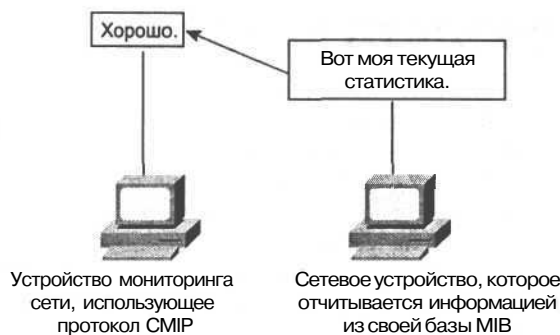 Хорошо.
Вот моя текущая
статистика.
Устройство мониторинга
сети, использующее
протокол CMIP
Сетевое устройство, которое
отчитывается информацией
из своей базы MIB